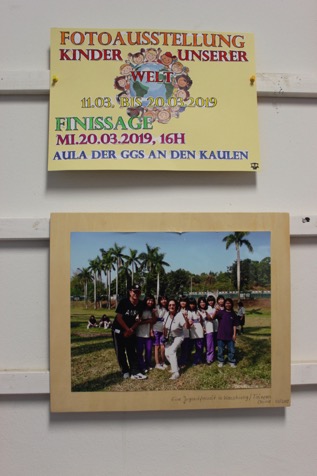 FOTOAUSSTELLUNG
KINDER UNSERER
WELT
11.03. BIS 20.03.2019
FINISSAGE
MI.20.03.2019, 16H
AULA DER GGS AN DEN KAULEN